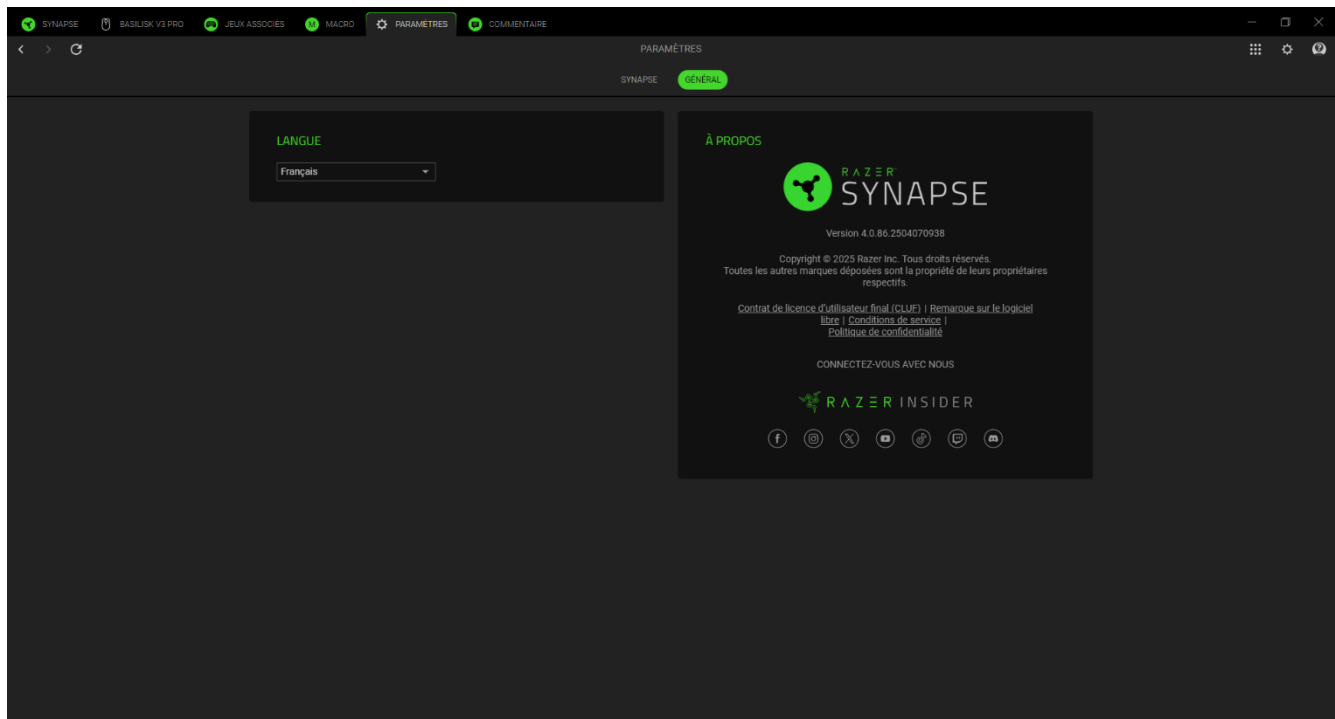 SYNAPSE BASILISK V3 PRO JEUX ASSOCIÉS M MACRO PARAMÈTRES COMMENTAIRE
PARAMÈTRES
SYNAPSE GÉNÉRAL
LANGUE
Français
À PROPOS
RAZER
SYNAPSE
Version 4.0.86.2504070938
Copyright © 2025 Razer Inc. Tous droits réservés.
Toutes les autres marques déposées sont la propriété de leurs propriétaires
respectifs.
Contrat de licence d'utilisateur final (CLUF) | Remarque sur le logiciel
libre | Conditions de service |
Politique de confidentialité
CONNECTEZ-VOUS AVEC NOUS
RAZER INSIDER